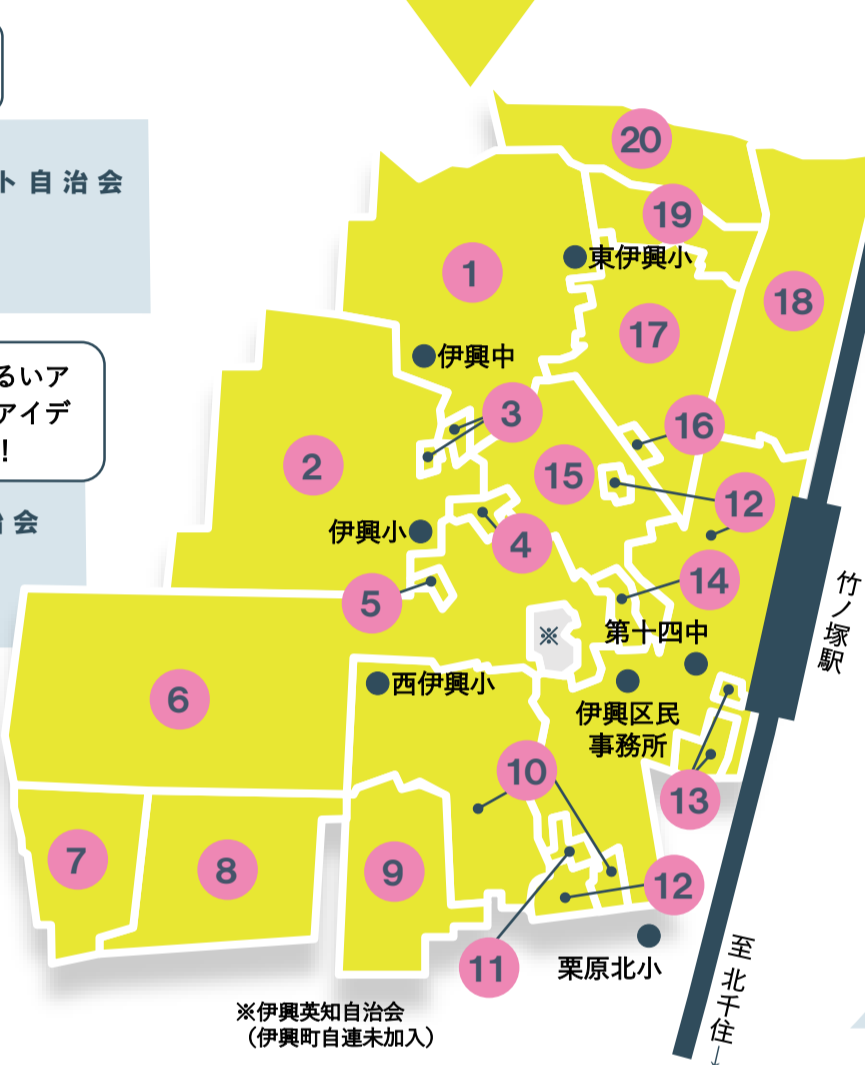 ト自治会
るいア
アイデ
！
治会
20
19
東伊興小
1
18
17
伊興中
3
16
2
15
12
伊興小
4
14
5
第十四中
竹ノ塚駅
※
西伊興小
6
伊興区民
事務所
10
13
7
8
9
12
11
栗原北小
至 北千住→
※伊興英知自治会
（伊興町自連未加入）